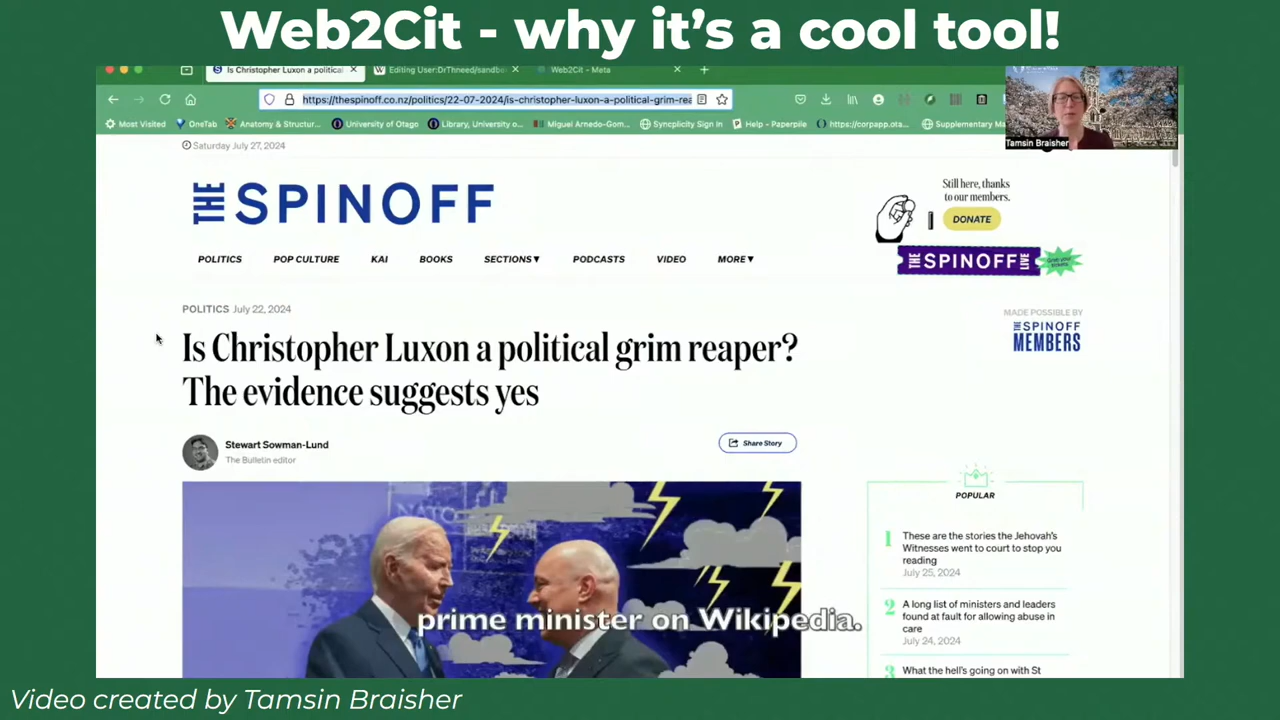 Web2Cit - why it's a cool tool!
Is Christopher Luxon a political
Editing User:DrThneed/sandbo
Web2Cit - Meta
https://thespinoff.co.nz/politics/22-07-2024/is-christopher-luxon-a-political-grim-rea
Most Visited
OneTab
Anatomy & Structur...
University of Otago
Library, University o...
Miguel Arnedo-Gom...
Syncplicity Sign In
Help - Paperpile
https://corpapp.ota...
Supplementary Ma
Tamsin Braisher
Saturday July 27, 2024
THE SPINOFF
Still here, thanks
to our members.
DONATE
POLITICS
POP CULTURE
KAI
BOOKS
SECTIONS
PODCASTS
VIDEO
MORE
THE SPINOFF LIVE
POLITICS July 22, 2024
MADE POSSIBLE BY
THE SPINOFF
MEMBERS
Is Christopher Luxon a political grim reaper?
The evidence suggests yes
Stewart Sowman-Lund
The Bulletin editor
Share Story
NATO
POPULAR
1
These are the stories the Jehovah's
Witnesses went to court to stop you
reading
July 25, 2024
2
A long list of ministers and leaders
found at fault for allowing abuse in
care
July 24, 2024
3
What the hell's going on with St
prime minister on Wikipedia.
Video created by Tamsin Braisher